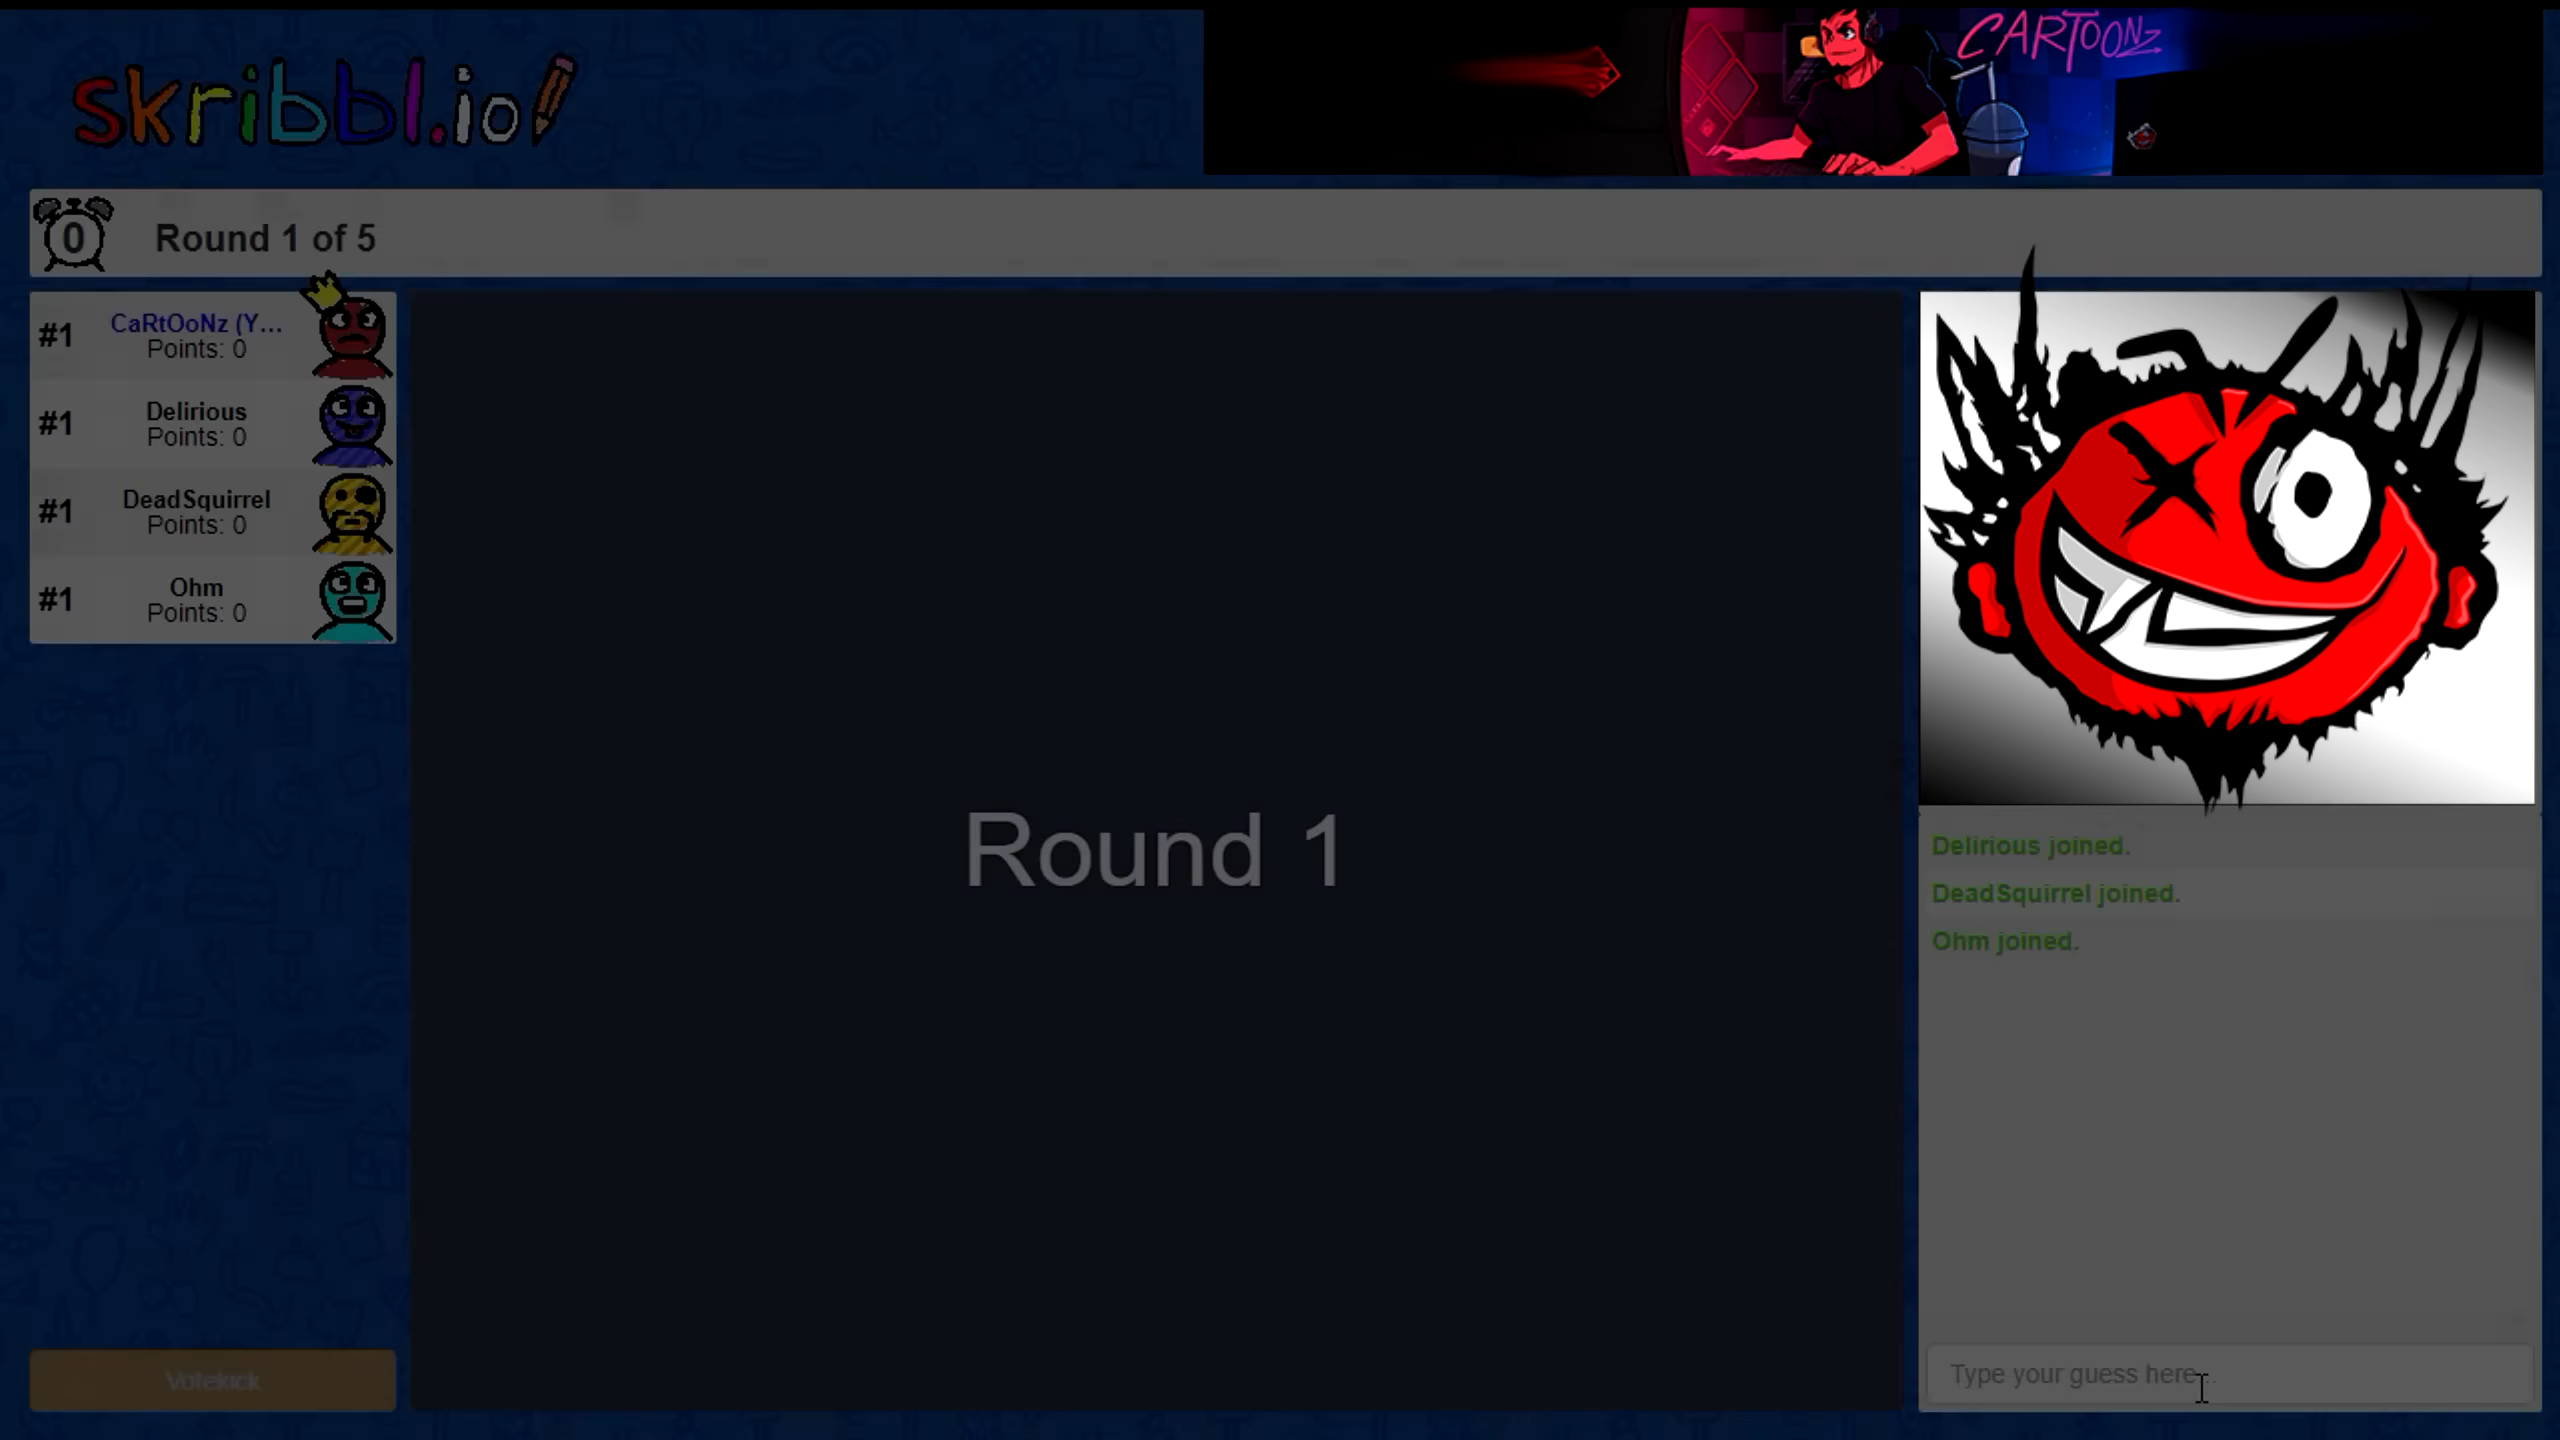 skribbl.io
CARTOONZ
0
Round 1 of 5
#1
CaRtOoNz (Y...
Points: 0
#1
Delirious
Points: 0
#1
DeadSquirrel
Points: 0
#1
Ohm
Points: 0
Round 1
Delirious joined.
DeadSquirrel joined.
Ohm joined.
Votekick
Type your guess here...